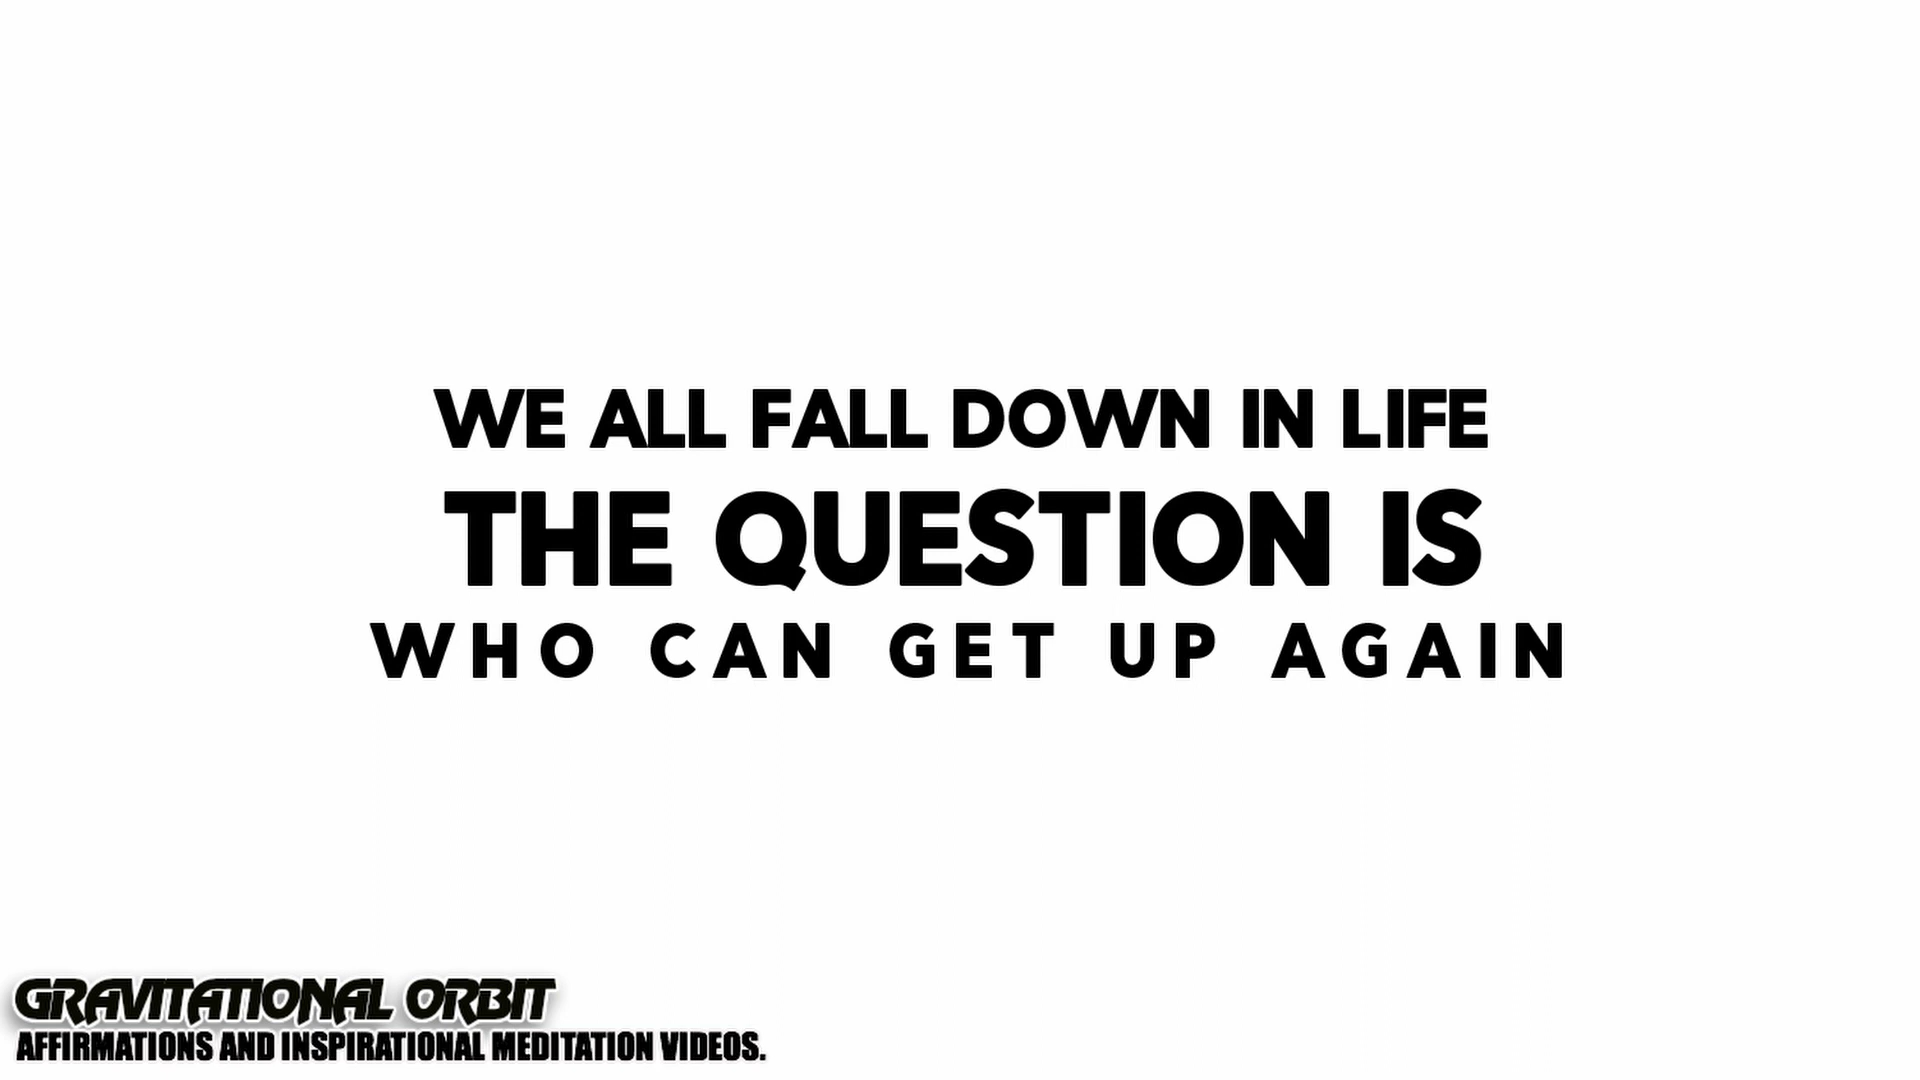 WE ALL FALL DOWN IN LIFE
THE QUESTION IS
WHO CAN GET UP AGAIN
GRAVITATIONAL ORBIT
AFFIRMATIONS AND INSPIRATIONAL MEDITATION VIDEOS.